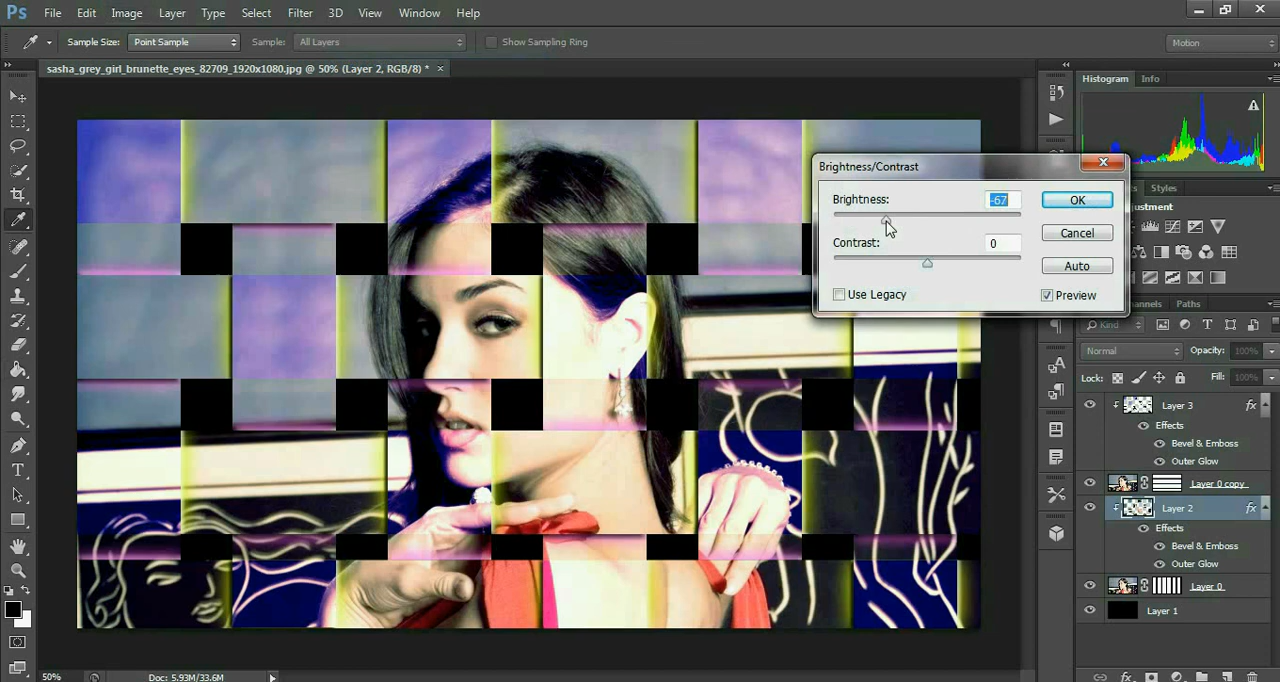 Ps File Edit Image Layer Type Select Filter 3D View Window Help
Sample Size: Point Sample Sample: All Layers Show Sampling Ring Motion
sasha_grey_girl_brunette_eyes_82709_1920x1080.jpg @ 50% (Layer 2, RGB/8) * ×
Histogram Info
Brightness/Contrast
Styles
Brightness: -67 OK
Cancel
Contrast: 0
Auto
Use Legacy Preview
Paths
Kind
Normal Opacity: 100%
Lock: Fill: 100%
Layer 3 fx
Effects
Bevel & Emboss
Outer Glow
Layer 0 copy
Layer 2 fx
Effects
Bevel & Emboss
Outer Glow
Layer 0
Layer 1
50% Doc: 5.93M/33.6M